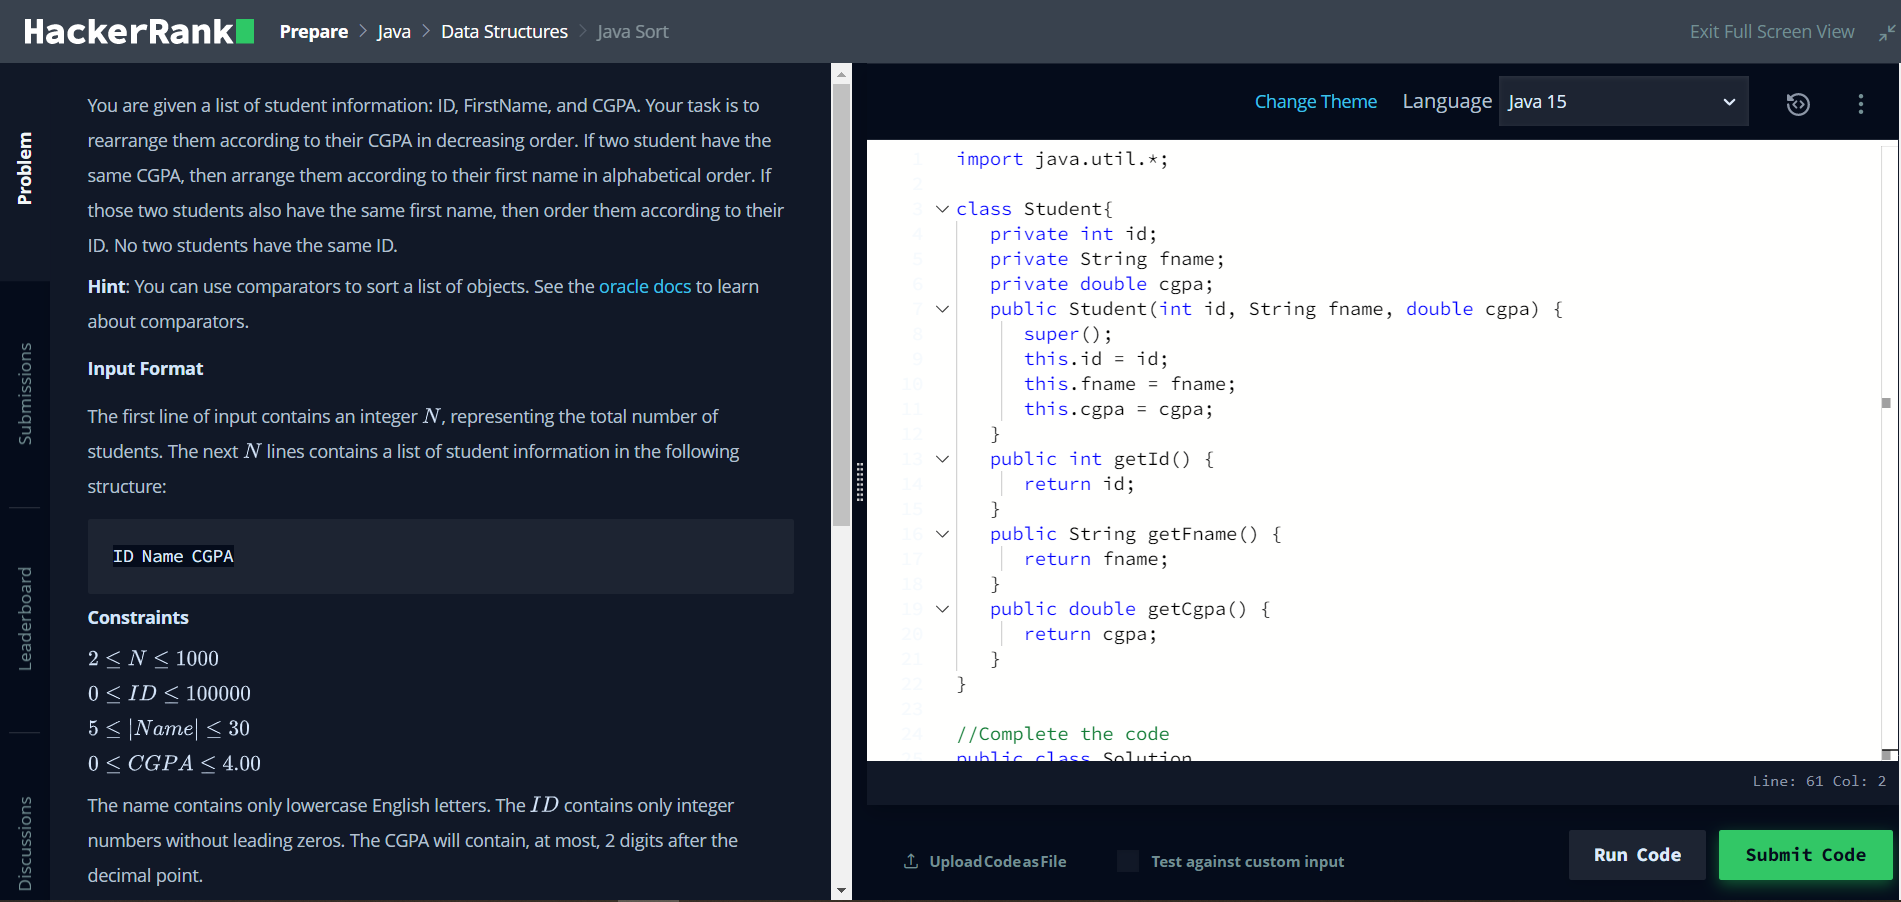 HackerRank
Prepare > Java > Data Structures > Java Sort
Exit Full Screen View
Problem
Submissions
Leaderboard
Discussions
You are given a list of student information: ID, FirstName, and CGPA. Your task is to
rearrange them according to their CGPA in decreasing order. If two student have the
same CGPA, then arrange them according to their first name in alphabetical order. If
those two students also have the same first name, then order them according to their
ID. No two students have the same ID.
Hint: You can use comparators to sort a list of objects. See the oracle docs to learn
about comparators.
Input Format
The first line of input contains an integer N, representing the total number of
students. The next N lines contains a list of student information in the following
structure:
ID Name CGPA
Constraints
2 ≤ N ≤ 1000
0 ≤ ID ≤ 100000
5 ≤ |Name| ≤ 30
0 ≤ CGPA ≤ 4.00
The name contains only lowercase English letters. The ID contains only integer
numbers without leading zeros. The CGPA will contain, at most, 2 digits after the
decimal point.
Change Theme Language Java 15
1 import java.util.*;
2
3 class Student{
4 private int id;
5 private String fname;
6 private double cgpa;
7 public Student(int id, String fname, double cgpa) {
8 super();
9 this.id = id;
10 this.fname = fname;
11 this.cgpa = cgpa;
12 }
13 public int getId() {
14 return id;
15 }
16 public String getFname() {
17 return fname;
18 }
19 public double getCgpa() {
20 return cgpa;
21 }
22 }
23
24 //Complete the code
25 public class Solution
Line: 61 Col: 2
Upload Code as File
Test against custom input
Run Code
Submit Code